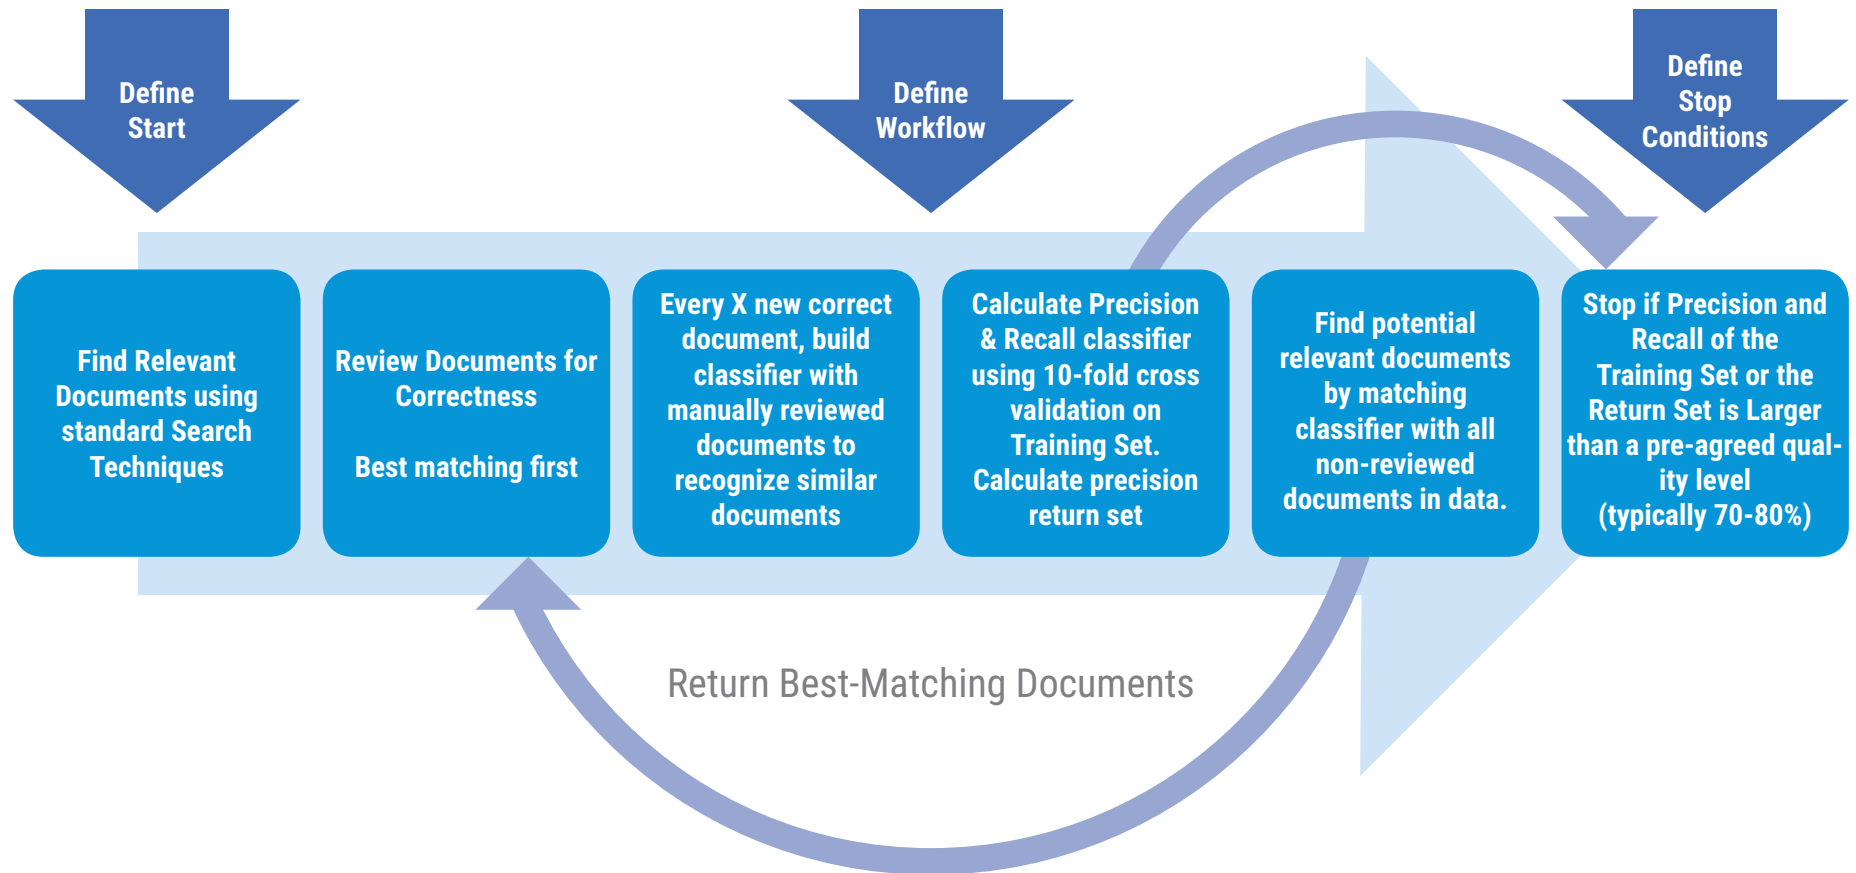 Define
Start
Define
Workflow
Define
Stop
Conditions
Find Relevant
Documents using
standard Search
Techniques
Review Documents for
Correctness
Best matching first
Every X new correct
document, build
classifier with
manually reviewed
documents to
recognize similar
documents
Calculate Precision
& Recall classifier
using 10-fold cross
validation on
Training Set.
Calculate precision
return set
Find potential
relevant documents
by matching
classifier with all
non-reviewed
documents in data.
Stop if Precision and
Recall of the
Training Set or the
Return Set is Larger
than a pre-agreed qual-
ity level
(typically 70-80%)
Return Best-Matching Documents